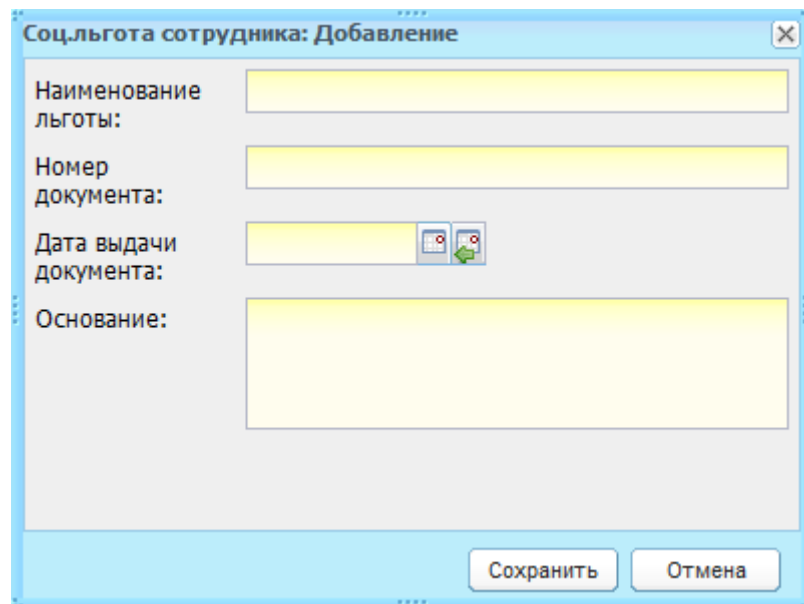 Соц.льгота сотрудника: Добавление
Наименование
льготы:
Номер
документа:
Дата выдачи
документа:
Основание:
Сохранить
Отмена